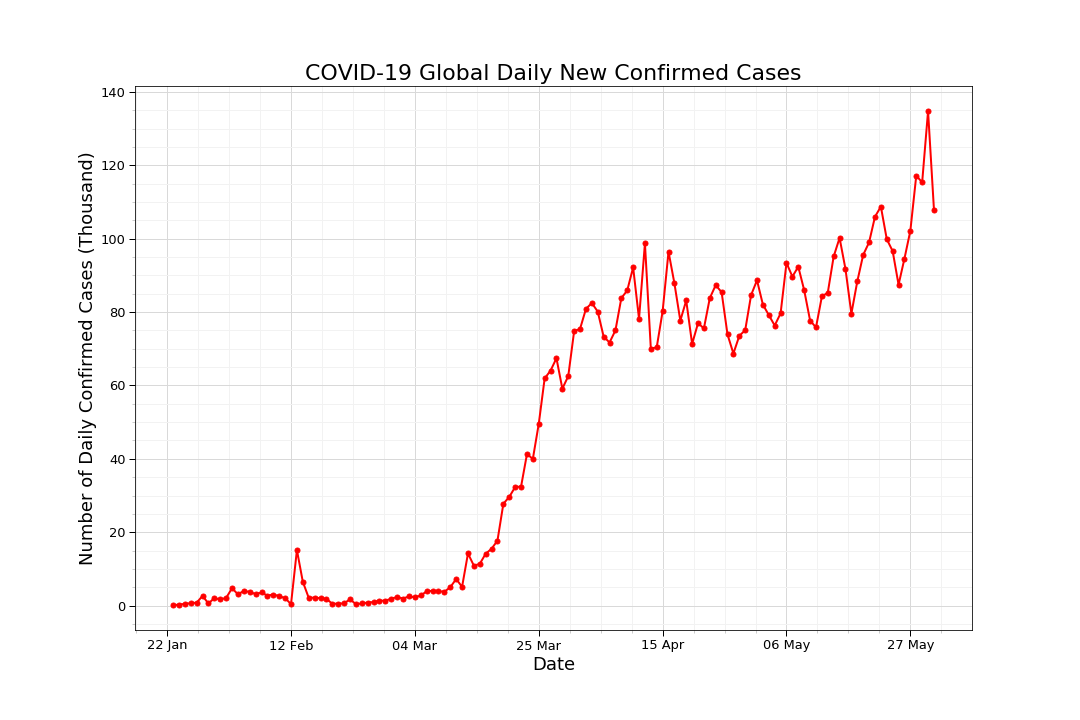 COVID-19 Global Daily New Confirmed Cases
Number of Daily Confirmed Cases (Thousand)
140
120
100
80
60
40
20
0
22 Jan
12 Feb
04 Mar
25 Mar
15 Apr
06 May
27 May
Date